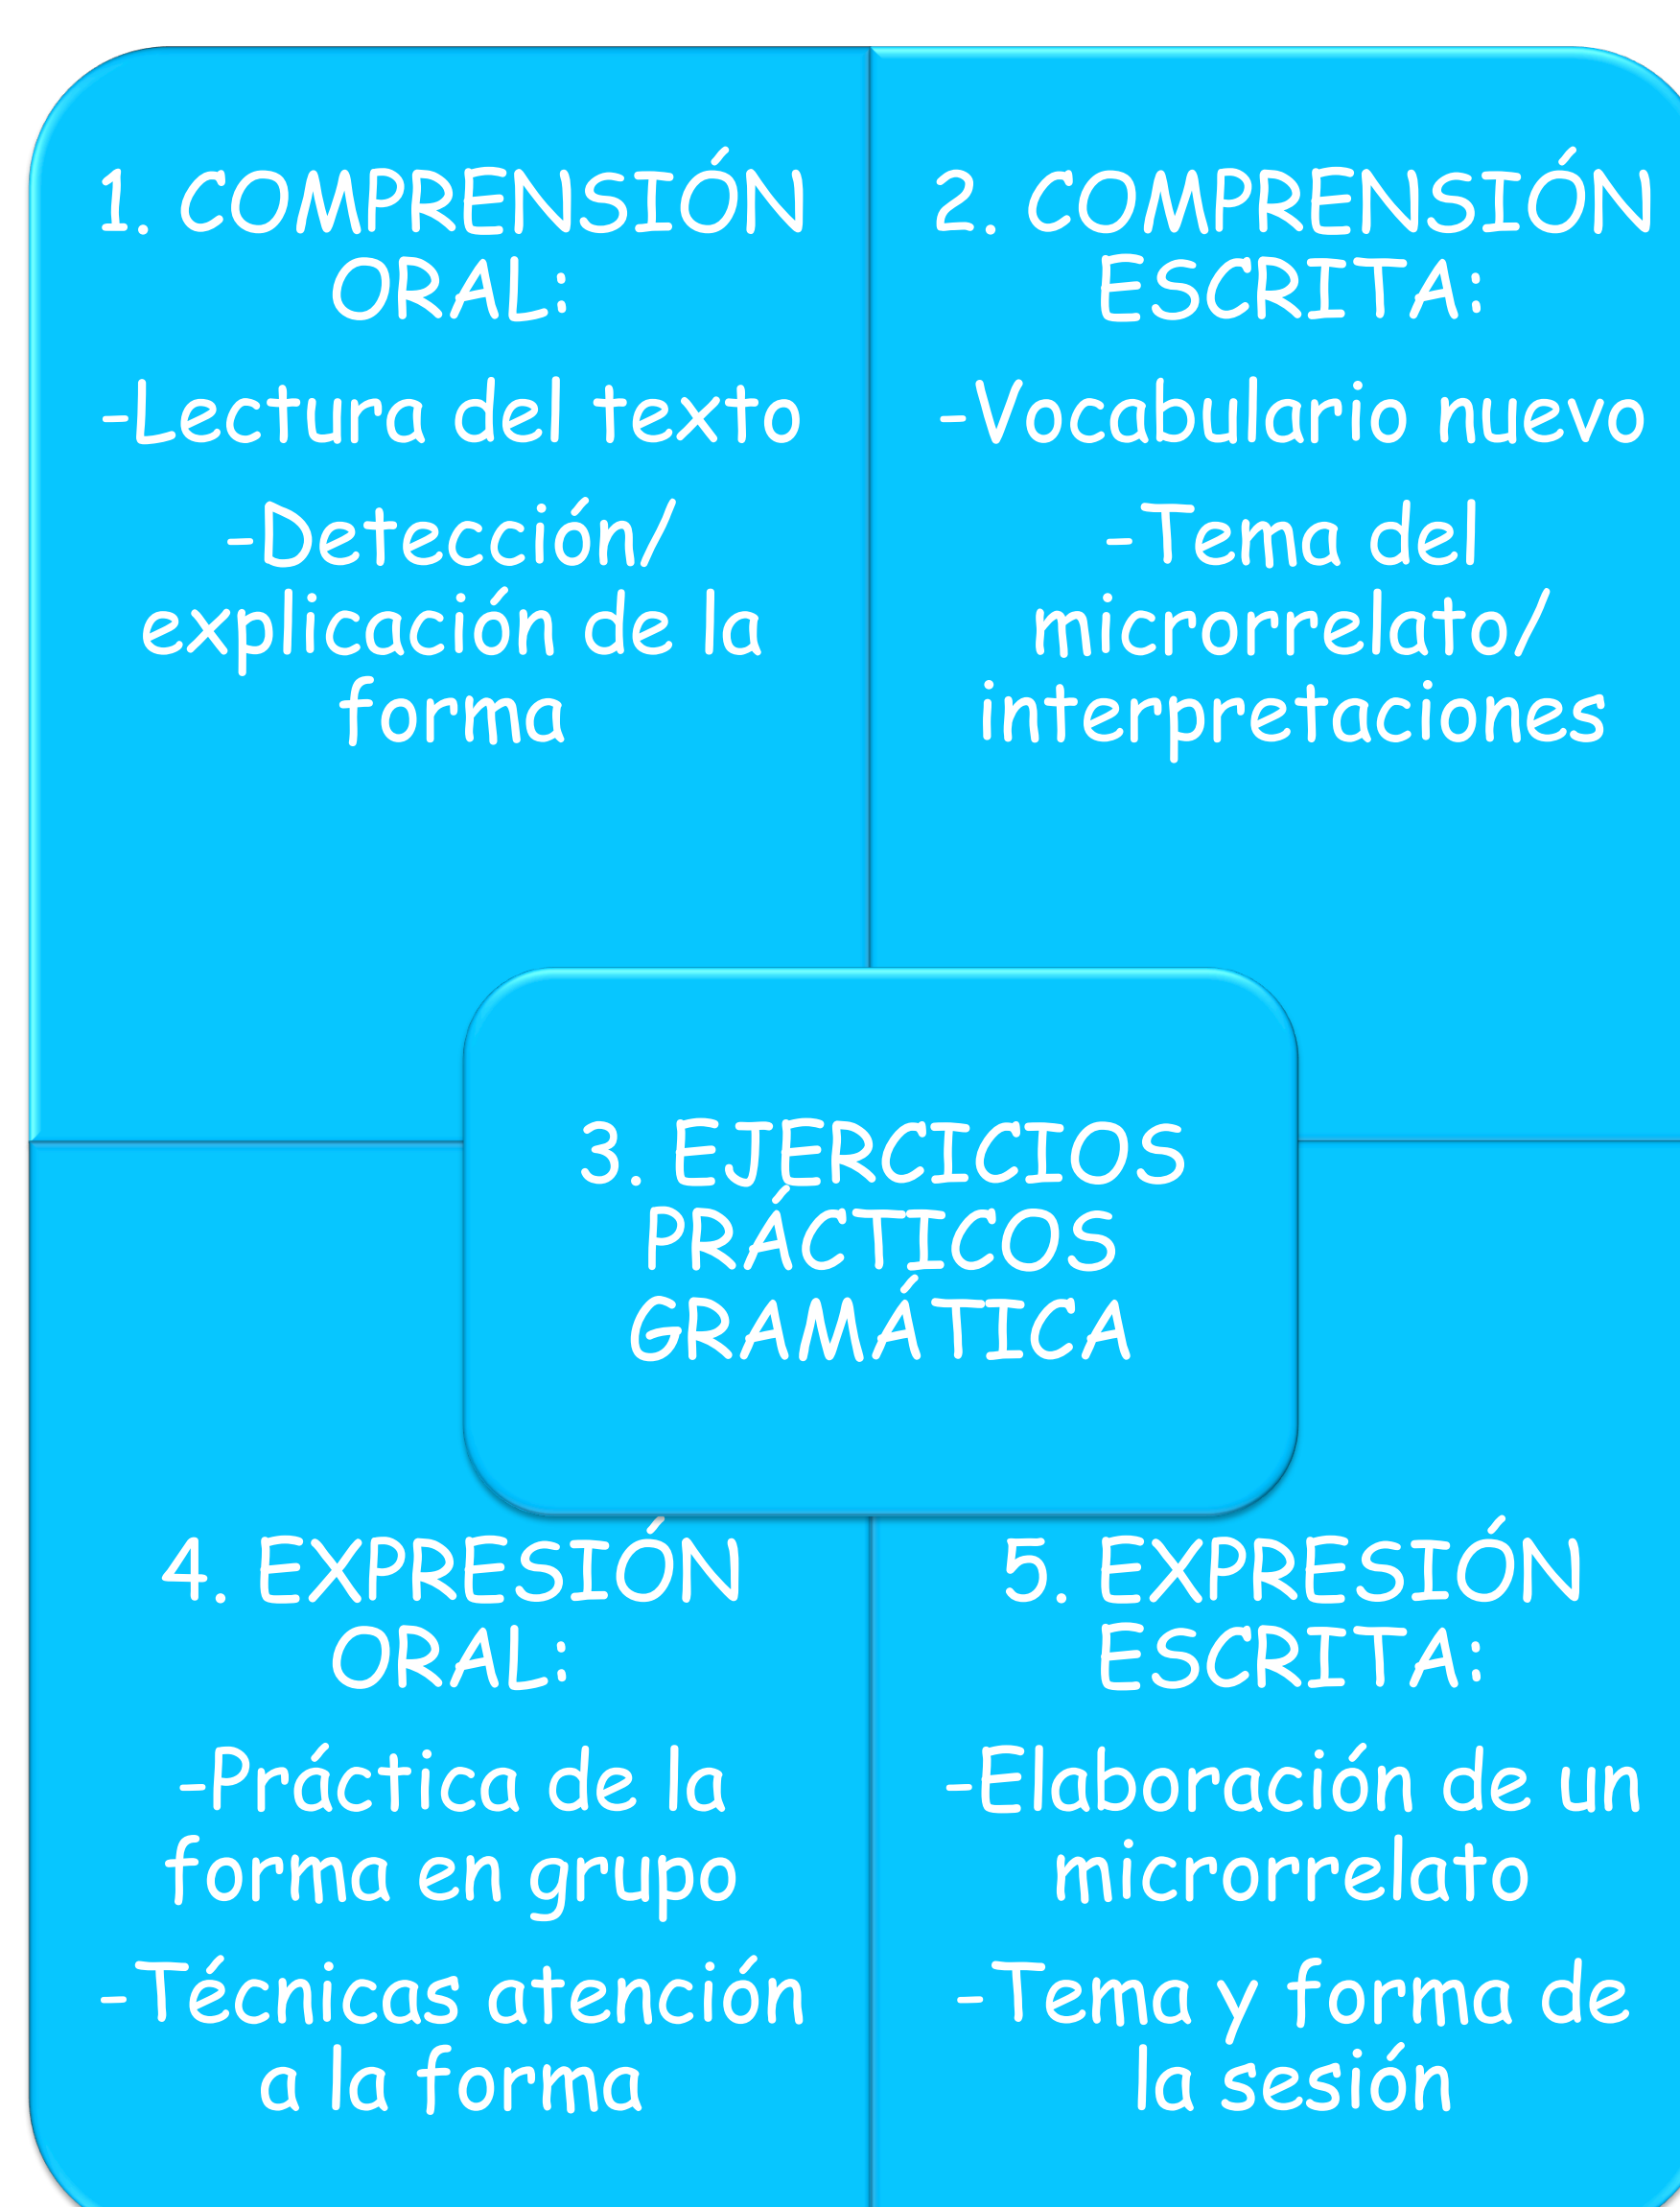 1. COMPRENSIÓN
ORAL:
-Lectura del texto
-Detección/
explicación de la
forma
2. COMPRENSIÓN
ESCRITA:
-Vocabulario nuevo
-Tema del
microrrelato/
interpretaciones
3. EJERCICIOS
PRÁCTICOS
GRAMÁTICA
4. EXPRESIÓN
ORAL:
-Práctica de la
forma en grupo
-Técnicas atención
a la forma
5. EXPRESIÓN
ESCRITA:
-Elaboración de un
microrrelato
-Tema y forma de
la sesión